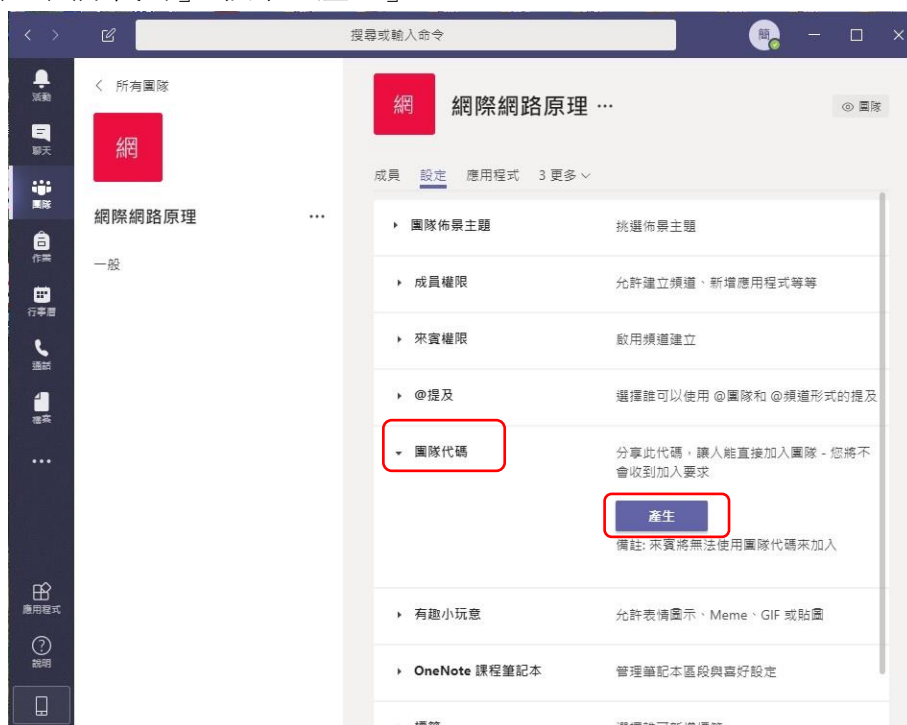 搜尋或輸入命令
簡
活動
聊天
團隊
作業
行事曆
通話
檔案
應用程式
說明
所有團隊
網
網際網路原理 ...
一般
網
網際網路原理 ...
團隊
成員 設定 應用程式 3 更多
團隊佈景主題 挑選佈景主題
成員權限 允許建立頻道、新增應用程式等等
來賓權限 啟用頻道建立
@提及 選擇誰可以使用 @團隊和 @頻道形式的提及
團隊代碼 分享此代碼,讓人能直接加入團隊 - 您將不
會收到加入要求
產生
備註: 來賓將無法使用團隊代碼來加入
有趣小玩意 允許表情圖示、Meme、GIF 或貼圖
OneNote 課程筆記本 管理筆記本區段與喜好設定